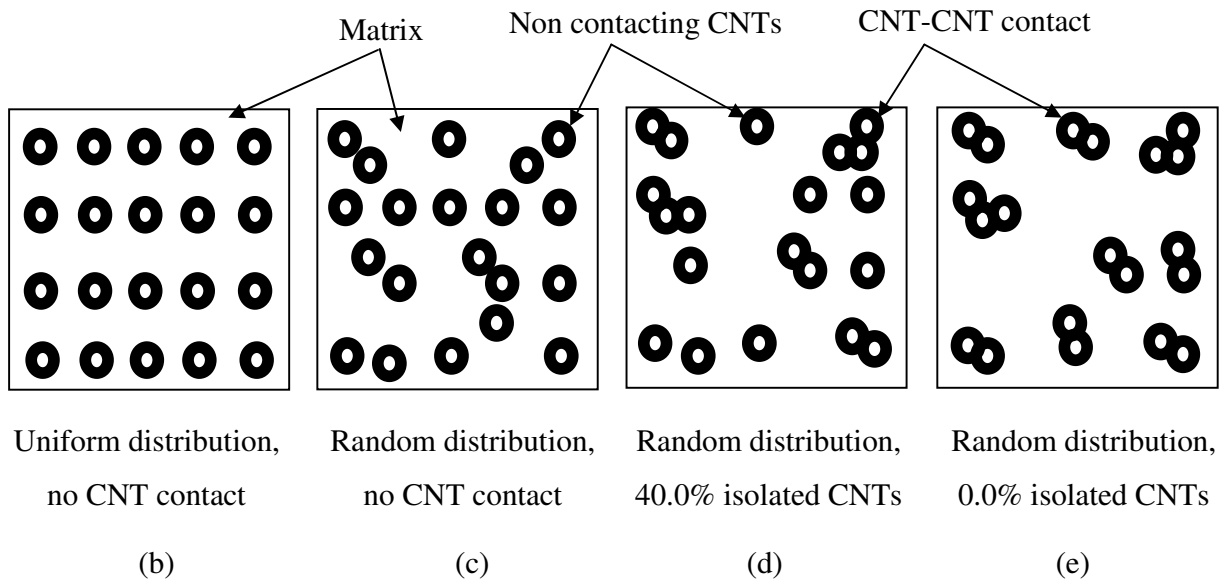 Matrix
Non contacting CNTs
CNT-CNT contact
Uniform distribution,
no CNT contact
(b)
Random distribution,
no CNT contact
(c)
Random distribution,
40.0% isolated CNTs
(d)
Random distribution,
0.0% isolated CNTs
(e)